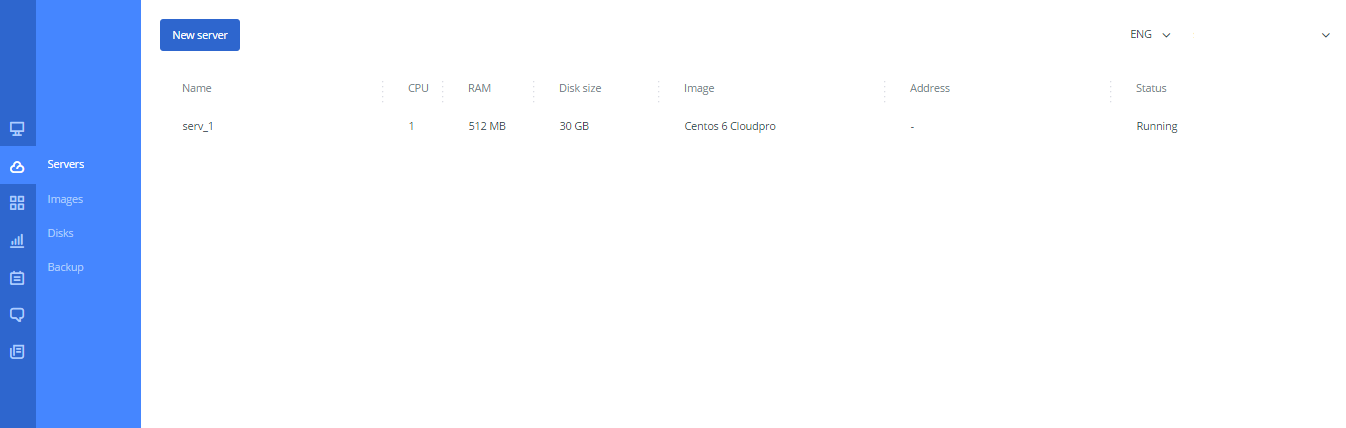 New server
ENG
Name CPU RAM Disk size Image Address Status
serv_1 1 512 MB 30 GB Centos 6 Cloudpro - Running
Servers
Images
Disks
Backup